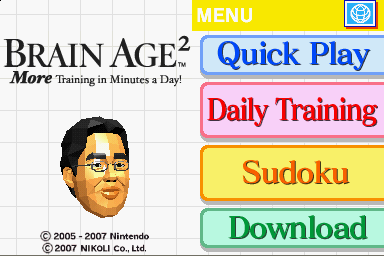 MENU
BRAIN AGE²™
More Training in Minutes a Day!
Quick Play
Daily Training
Sudoku
Download
© 2005 - 2007 Nintendo
© 2007 NIKOLI Co., Ltd.